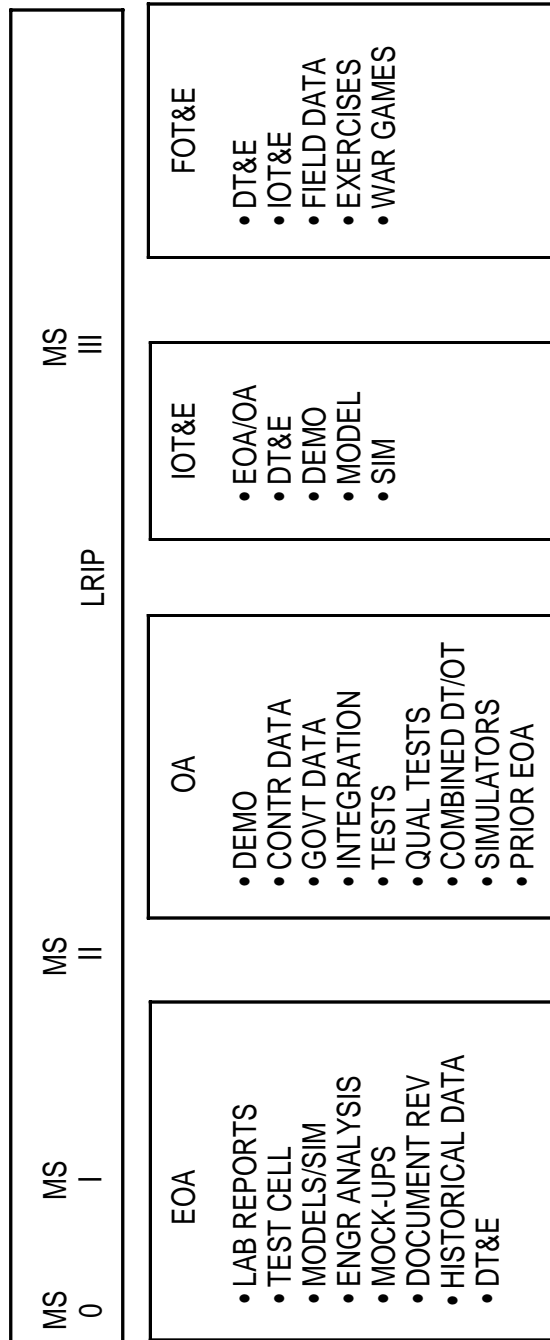 MS MS MS MS
0 I II III
LRIP
EOA
• LAB REPORTS
• TEST CELL
• MODELS/SIM
• ENGR ANALYSIS
• MOCK-UPS
• DOCUMENT REV
• HISTORICAL DATA
• DT&E
OA
• DEMO
• CONTR DATA
• GOVT DATA
• INTEGRATION
• TESTS
• QUAL TESTS
• COMBINED DT/OT
• SIMULATORS
• PRIOR EOA
IOT&E
• EOA/OA
• DT&E
• DEMO
• MODEL
• SIM
FOT&E
• DT&E
• IOT&E
• FIELD DATA
• EXERCISES
• WAR GAMES